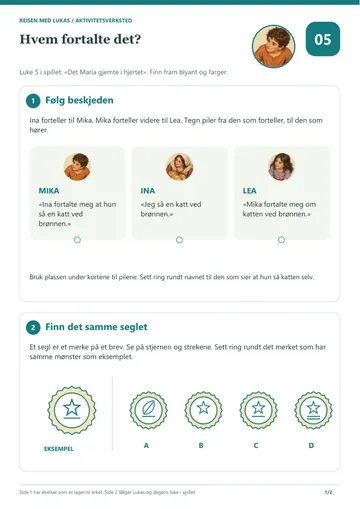 REISEN MED LUKAS / AKTIVITETSVERKSTED
Hvem fortalte det?
05
Luke 5 i spillet. «Det Maria gjemte i hjertet». Finn fram blyant og farger.
1 Følg beskjeden
Ina forteller til Mika. Mika forteller videre til Lea. Tegn piler fra den som forteller, til den som
hører.
MIKA
«Ina fortalte meg at hun
så en katt ved
brønnen.»
INA
«Jeg så en katt ved
brønnen.»
LEA
«Mika fortalte meg om
katten ved brønnen.»
Bruk plassen under kortene til pilene. Sett ring rundt navnet til den som sier at hun så katten selv.
2 Finn det samme seglet
Et segl er et merke på et brev. Se på stjernen og strekene. Sett ring rundt det merket som har
samme mønster som eksemplet.
EKSEMPEL
A
B
C
D
Side 1 har øvelser som er laget til arket. Side 2 følger Lukas og dagens luke i spillet.
1/2